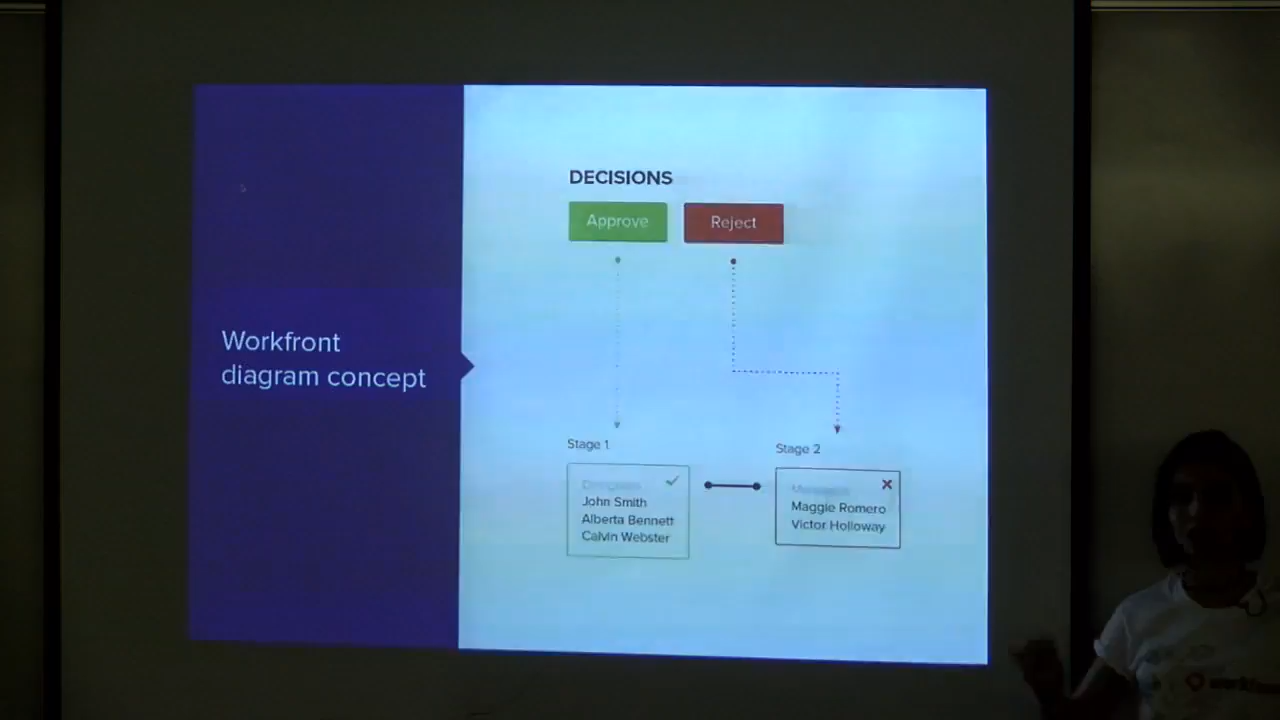 DECISIONS
Approve
Reject
Workfront
diagram concept
Stage 1
John Smith
Alberta Bennett
Calvin Webster
Stage 2
Maggie Romero
Victor Holloway